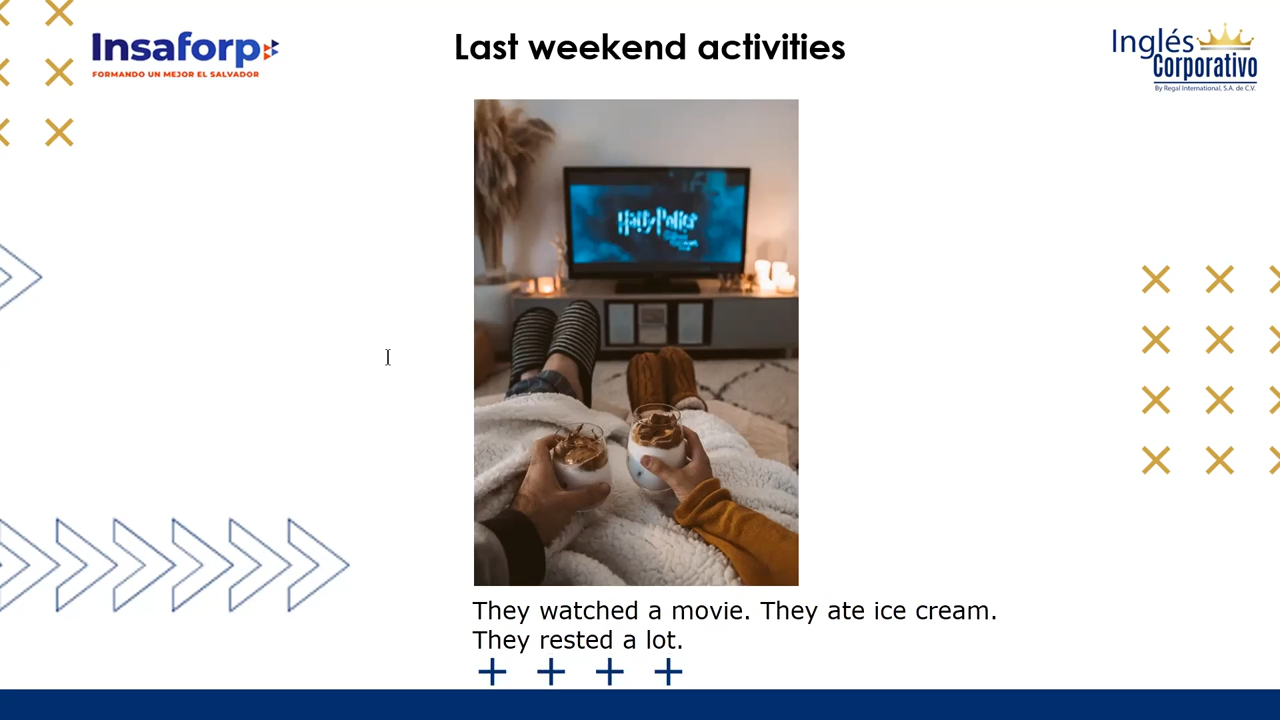 Insaforp
FORMANDO UN MEJOR EL SALVADOR
Last weekend activities
Inglés
Corporativo
By Regal International, S.A. de C.V.
Harry Potter
They watched a movie. They ate ice cream.
They rested a lot.